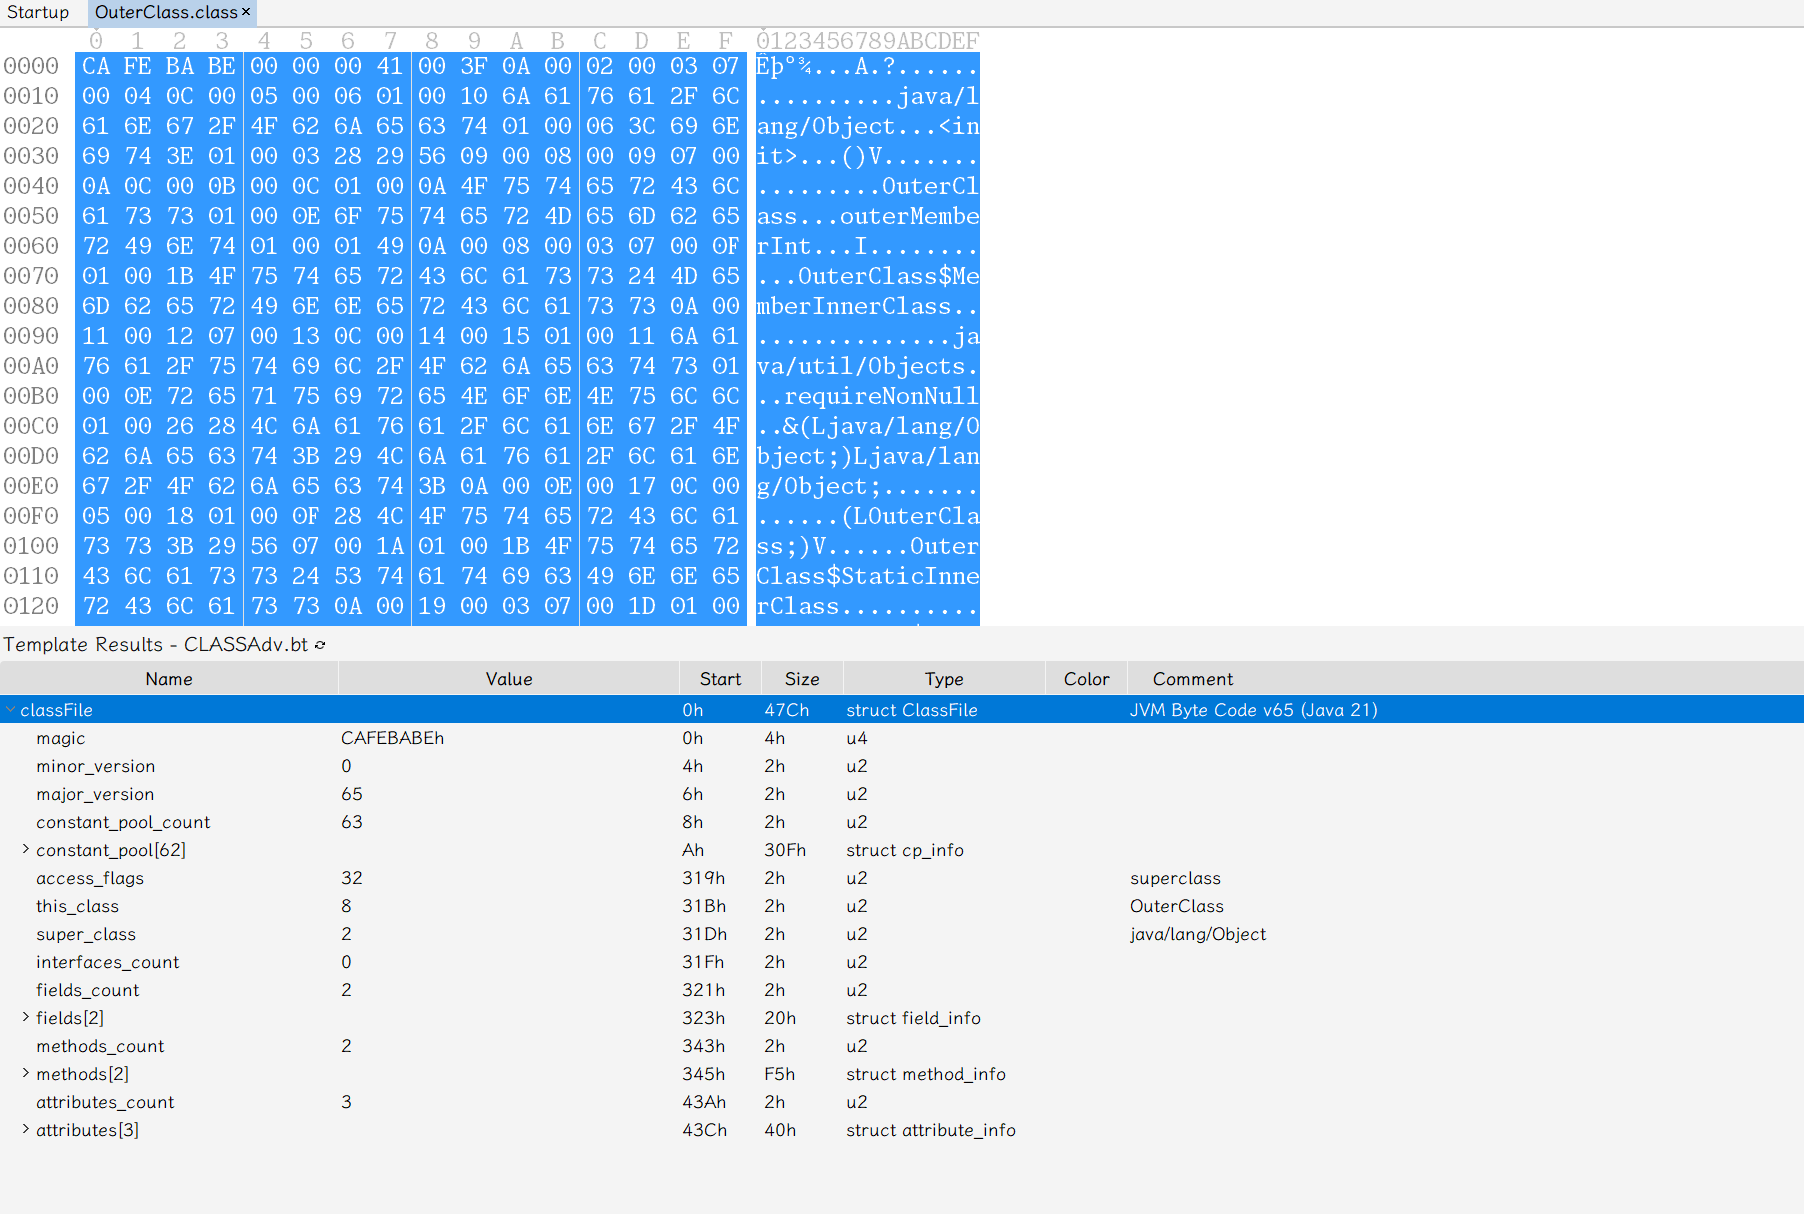 Startup OuterClass.class ×
0 1 2 3 4 5 6 7 8 9 A B C D E F 0123456789ABCDEF
0000 CA FE BA BE 00 00 00 41 00 3F 0A 00 02 00 03 07 Êþº¾...A.?......
0010 00 04 0C 00 05 00 06 01 00 10 6A 61 76 61 2F 6C ..........java/l
0020 61 6E 67 2F 4F 62 6A 65 63 74 01 00 06 3C 69 6E ang/Object...<in
0030 69 74 3E 01 00 03 28 29 56 09 00 08 00 09 07 00 it>...()V.......
0040 0A 0C 00 0B 00 0C 01 00 0A 4F 75 74 65 72 43 6C .........OuterCl
0050 61 73 73 01 00 0E 6F 75 74 65 72 4D 65 6D 62 65 ass...outerMembe
0060 72 49 6E 74 01 00 01 49 0A 00 08 00 03 07 00 0F rInt...I........
0070 01 00 1B 4F 75 74 65 72 43 6C 61 73 73 24 4D 65 ...OuterClass$Me
0080 6D 62 65 72 49 6E 6E 65 72 43 6C 61 73 73 0A 00 mberInnerClass..
0090 11 00 12 07 00 13 0C 00 14 00 15 01 00 11 6A 61 ..............ja
00A0 76 61 2F 75 74 69 6C 2F 4F 62 6A 65 63 74 73 01 va/util/Objects.
00B0 00 0E 72 65 71 75 69 72 65 4E 6F 6E 4E 75 6C 6C ..requireNonNull
00C0 01 00 26 28 4C 6A 61 76 61 2F 6C 61 6E 67 2F 4F ..&(Ljava/lang/O
00D0 62 6A 65 63 74 3B 29 4C 6A 61 76 61 2F 6C 61 6E bject;)Ljava/lan
00E0 67 2F 4F 62 6A 65 63 74 3B 0A 00 0E 00 17 0C 00 g/Object;.......
00F0 05 00 18 01 00 0F 28 4C 4F 75 74 65 72 43 6C 61 ......(LOuterCla
0100 73 73 3B 29 56 07 00 1A 01 00 1B 4F 75 74 65 72 ss;)V......Outer
0110 43 6C 61 73 73 24 53 74 61 74 69 63 49 6E 6E 65 Class$StaticInne
0120 72 43 6C 61 73 73 0A 00 19 00 03 07 00 1D 01 00 rClass..........
Template Results - CLASSAdv.bt
Name Value Start Size Type Color Comment
classFile 0h 47Ch struct ClassFile JVM Byte Code v65 (Java 21)
magic CAFEBABEh 0h 4h u4
minor_version 0 4h 2h u2
major_version 65 6h 2h u2
constant_pool_count 63 8h 2h u2
constant_pool[62] Ah 30Fh struct cp_info
access_flags 32 319h 2h u2 superclass
this_class 8 31Bh 2h u2 OuterClass
super_class 2 31Dh 2h u2 java/lang/Object
interfaces_count 0 31Fh 2h u2
fields_count 2 321h 2h u2
fields[2] 323h 20h struct field_info
methods_count 2 343h 2h u2
methods[2] 345h F5h struct method_info
attributes_count 3 43Ah 2h u2
attributes[3] 43Ch 40h struct attribute_info